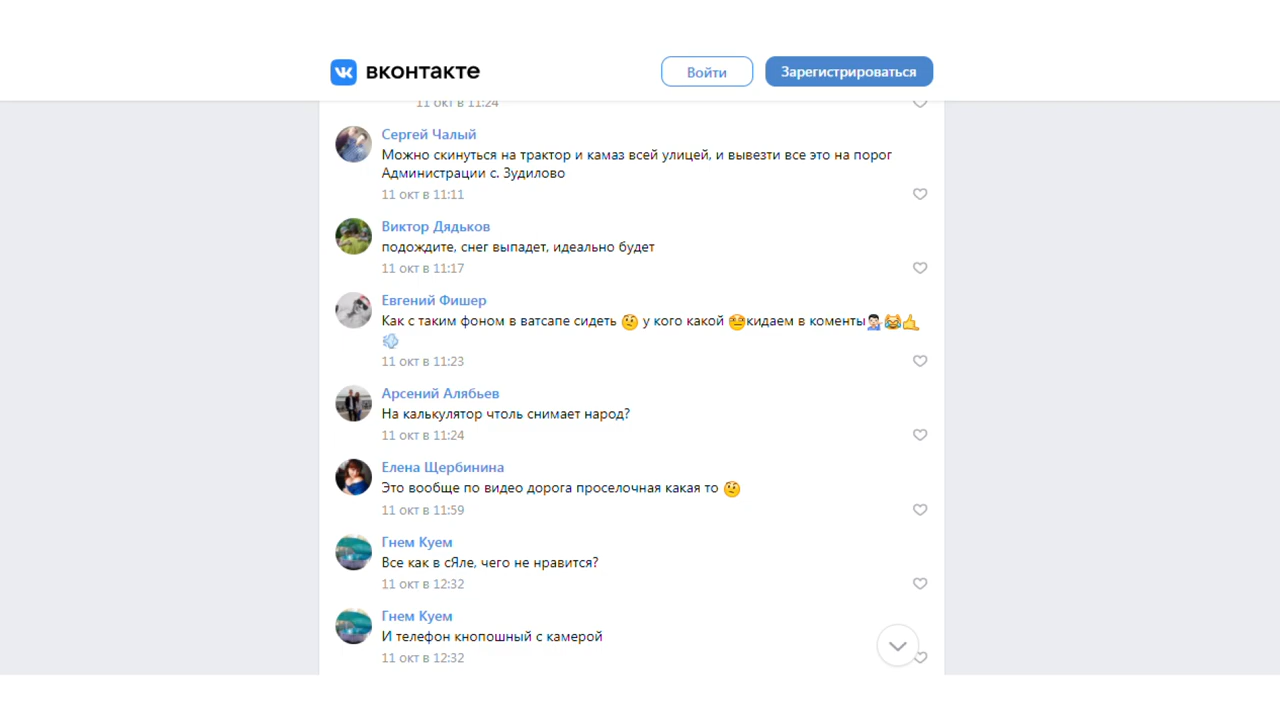 вконтакте
Войти
Зарегистрироваться
11 окт в 11:24
Сергей Чалый
Можно скинуться на трактор и камаз всей улицей, и вывезти все это на порог
Администрации с. Зудилово
11 окт в 11:11
Виктор Дядьков
подождите, снег выпадет, идеально будет
11 окт в 11:17
Евгений Фишер
Как с таким фоном в ватсапе сидеть 🤨 у кого какой 😵‍💫кидаем в коменты🤦🏻‍♂️😹🤙
💨
11 окт в 11:23
Арсений Алябьев
На калькулятор чтоль снимает народ?
11 окт в 11:24
Елена Щербинина
Это вообще по видео дорога проселочная какая то 🤨
11 окт в 11:59
Гнем Куем
Все как в сЯле, чего не нравится?
11 окт в 12:32
Гнем Куем
И телефон кнопошный с камерой
11 окт в 12:32